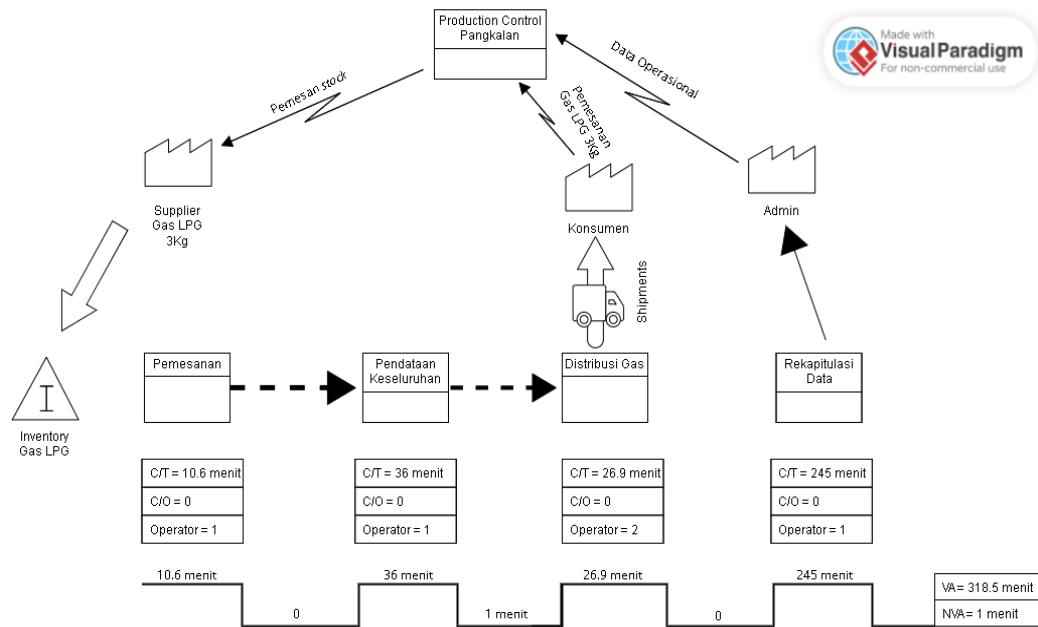 Production Control
Pangkalan
Made with
Visual Paradigm
For non-commercial use
Pemesan stock
Pemesanan
Gas LPG 3Kg
Data Operasional
Supplier
Gas LPG
3Kg
Konsumen
Admin
Shipments
Inventory
Gas LPG
Pemesanan
Pendataan
Keseluruhan
Distribusi Gas
Rekapitulasi
Data
C/T = 10.6 menit
C/O = 0
Operator = 1
C/T = 36 menit
C/O = 0
Operator = 1
C/T = 26.9 menit
C/O = 0
Operator = 2
C/T = 245 menit
C/O = 0
Operator = 1
10.6 menit
0
36 menit
1 menit
26.9 menit
0
245 menit
VA= 318.5 menit
NVA= 1 menit